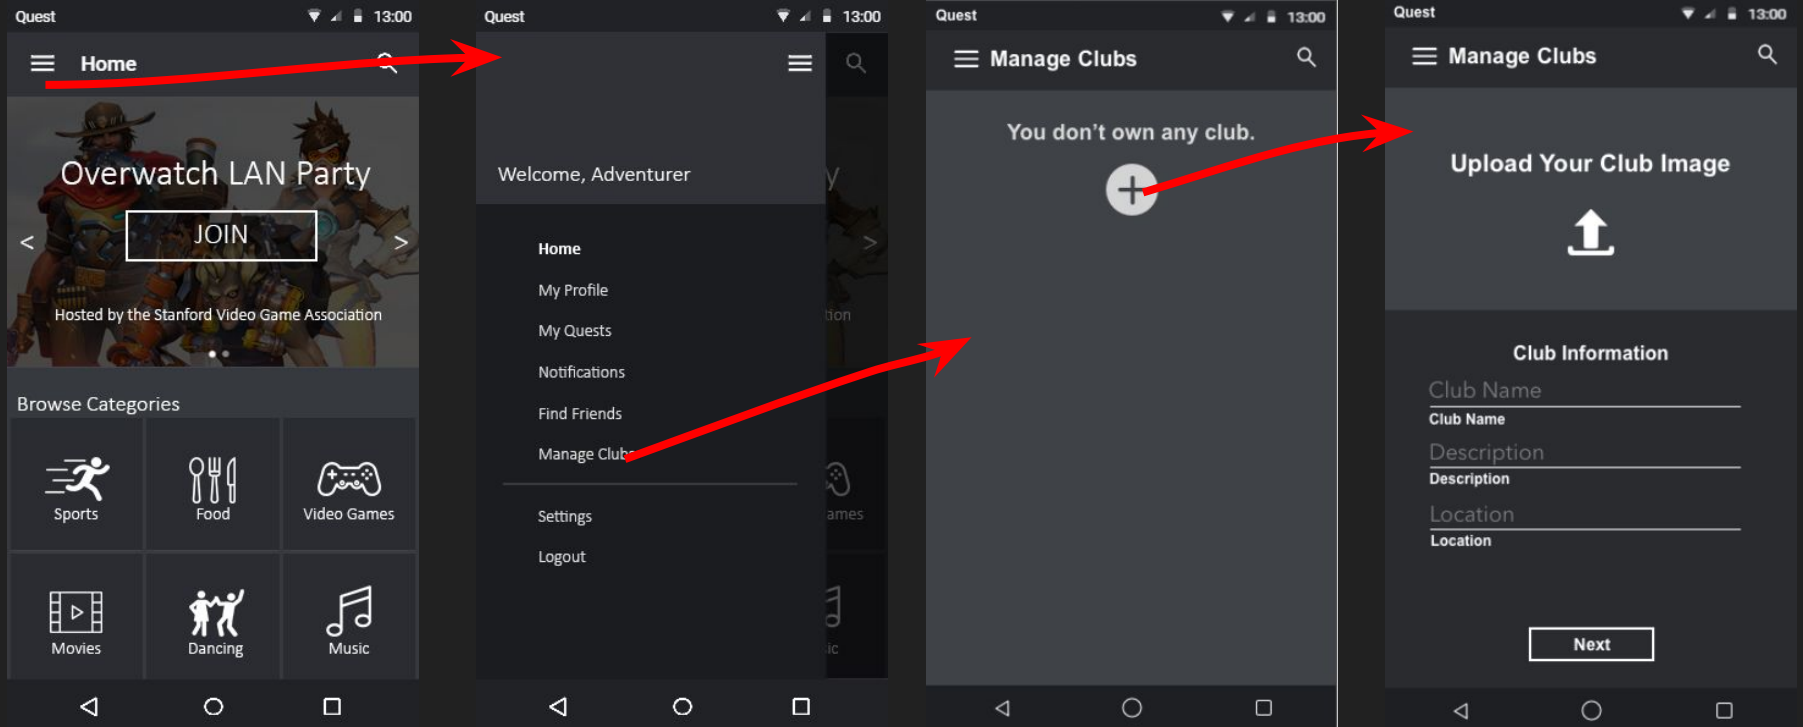 Quest 13:00
Home
Overwatch LAN Party
JOIN
< >
Hosted by the Stanford Video Game Association
Browse Categories
Sports Food Video Games
Movies Dancing Music
Quest 13:00
Welcome, Adventurer
Home
My Profile
My Quests
Notifications
Find Friends
Manage Clubs
Settings
Logout
y
>
tion
ames
ic
Quest 13:00
Manage Clubs
You don't own any club.
Quest 13:00
Manage Clubs
Upload Your Club Image
Club Information
Club Name
Club Name
Description
Description
Location
Location
Next